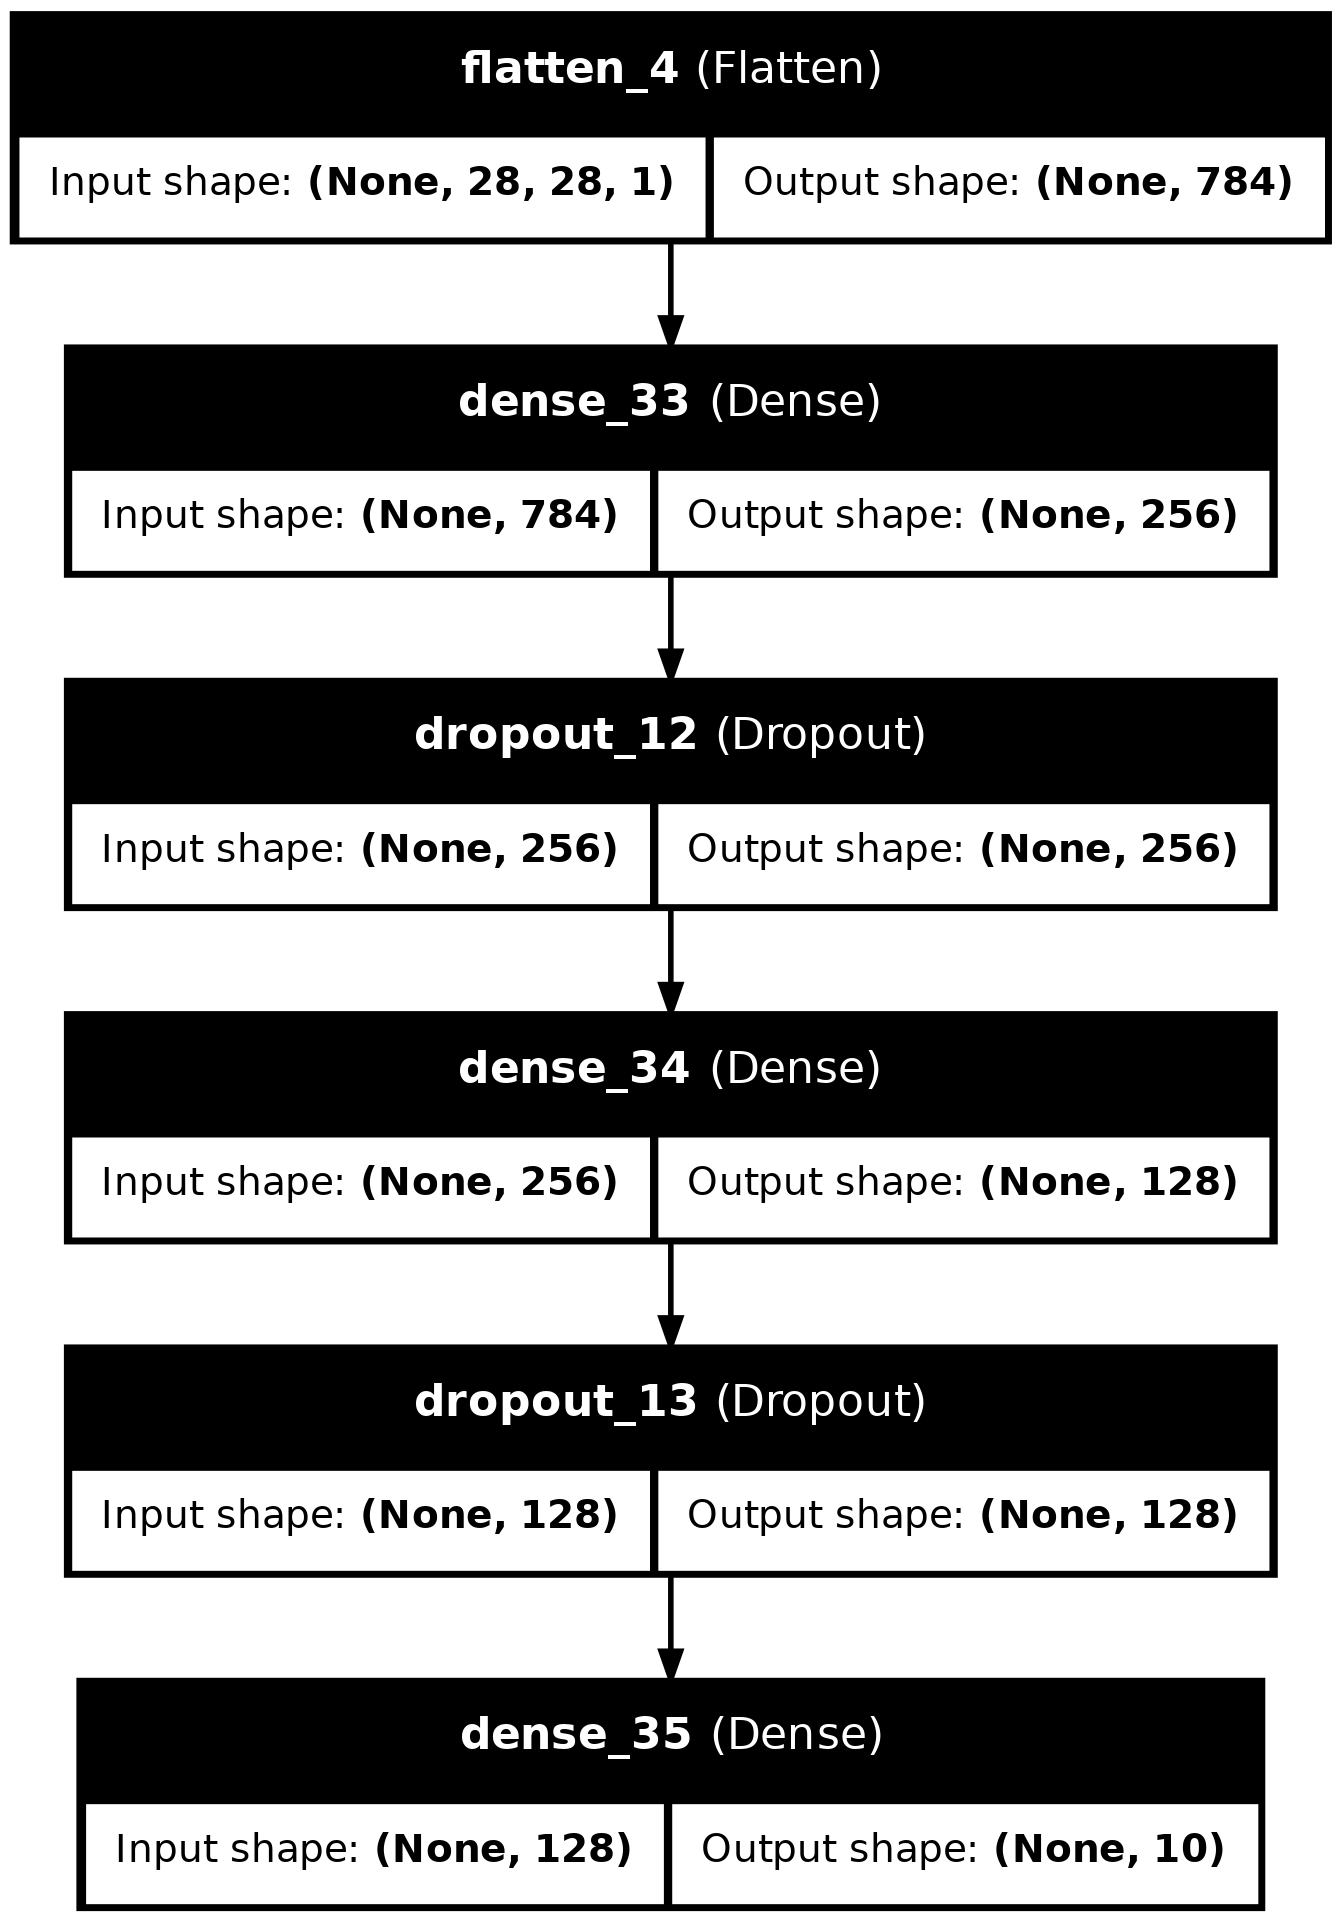 flatten_4 (Flatten)
Input shape: (None, 28, 28, 1) Output shape: (None, 784)
dense_33 (Dense)
Input shape: (None, 784) Output shape: (None, 256)
dropout_12 (Dropout)
Input shape: (None, 256) Output shape: (None, 256)
dense_34 (Dense)
Input shape: (None, 256) Output shape: (None, 128)
dropout_13 (Dropout)
Input shape: (None, 128) Output shape: (None, 128)
dense_35 (Dense)
Input shape: (None, 128) Output shape: (None, 10)